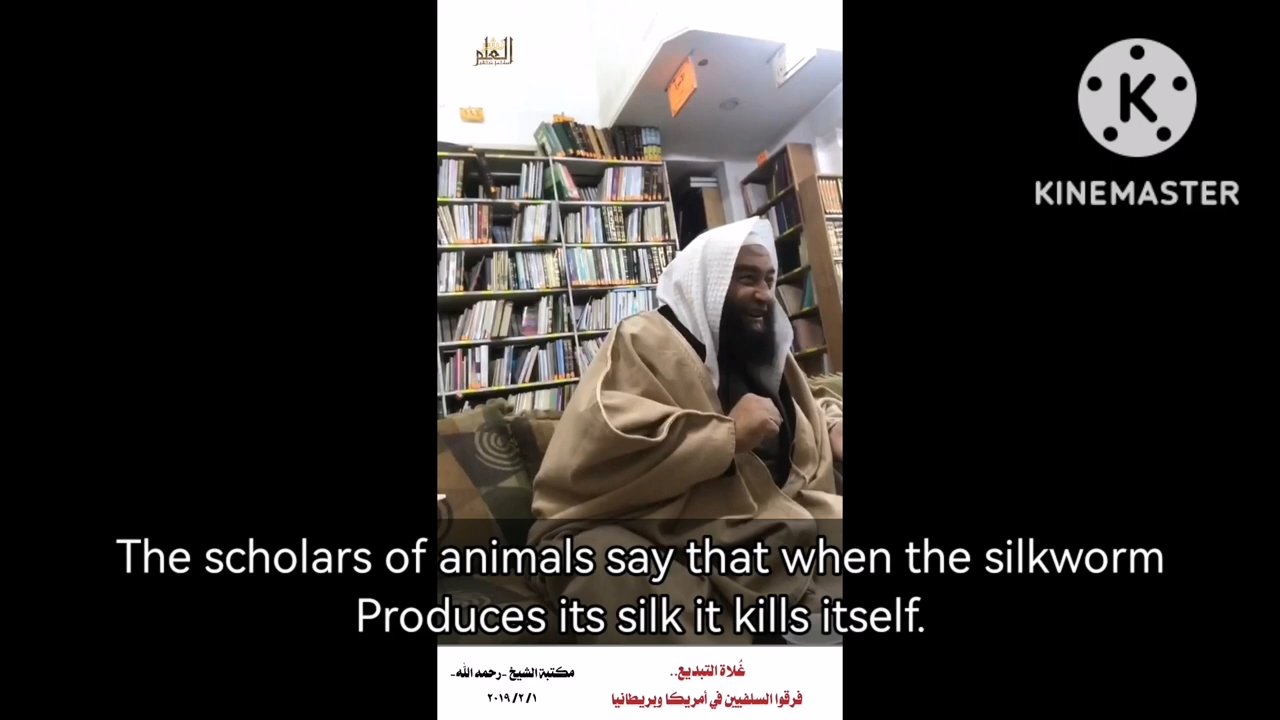 العلم
KINEMASTER
The scholars of animals say that when the silkworm
Produces its silk it kills itself.
غُلاة التبديع..
فرقوا السلفيين في أمريكا وبريطانيا
مكتبة الشيخ -رحمه الله-
٢٠١٩/٢/١